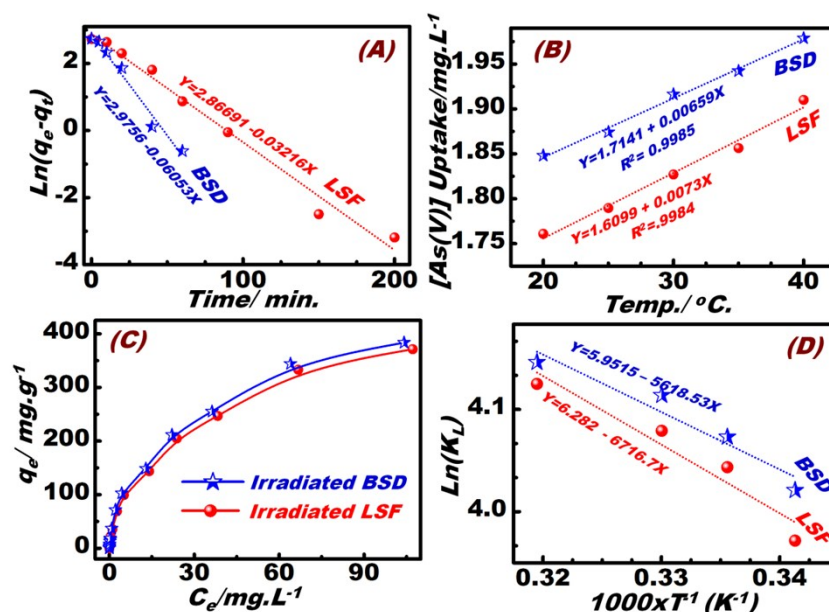 (A)
Ln(qe-qt)
2
0
-2
-4
Y=2.86691 -0.03216X
LSF
Y=2.9756 -0.06053X
BSD
0
50
100
150
200
Time/ min.
(B)
[As(V)] Uptake/mg.L-1
1.95
1.90
1.85
1.80
1.75
BSD
Y=1.7141 + 0.00659X
R2= 0.9985
LSF
Y=1.6099 + 0.0073X
R2=.9984
20
30
40
Temp./ oC.
(C)
qe/ mg.g-1
400
300
200
100
0
Irradiated BSD
Irradiated LSF
0
30
60
90
Ce/mg.L-1
(D)
Ln(KL)
4.1
4.0
Y=5.9515 – 5618.53X
Y=6.282 - 6716.7X
BSD
LSF
0.32
0.33
0.34
1000xT-1 (K-1)